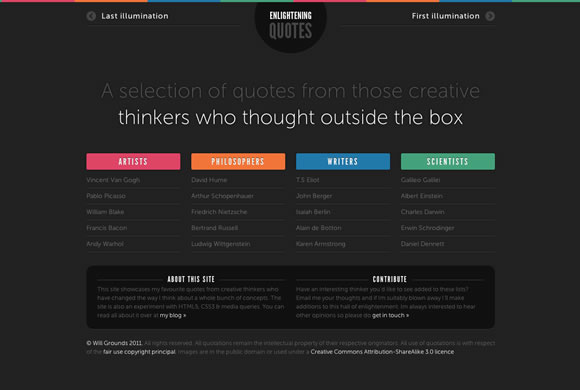 Last illumination
ENLIGHTENING
QUOTES
First illumination
A selection of quotes from those creative
thinkers who thought outside the box
ARTISTS
Vincent Van Gogh
Pablo Picasso
William Blake
Francis Bacon
Andy Warhol
PHILOSOPHERS
David Hume
Arthur Schopenhauer
Friedrich Nietzsche
Bertrand Russell
Ludwig Wittgenstein
WRITERS
T.S Eliot
John Berger
Isaiah Berlin
Alain de Botton
Karen Armstrong
SCIENTISTS
Galileo Galilei
Albert Einstein
Charles Darwin
Erwin Schrodinger
Daniel Dennett
ABOUT THIS SITE
This site showcases my favourite quotes from creative thinkers who
have changed the way I think about a whole bunch of concepts. The
site is also an experiment with HTML5, CSS3 & media queries. You can
read all about it over at my blog »
CONTRIBUTE
Have an interesting thinker you'd like to see added to these lists?
Email me your thoughts and if im suitably blown away I'll make
additions to this hall of enlightenment. Im always interested to hear
other opinions so please do get in touch »
© Will Grounds 2011. All rights reserved. All quotations remain the intellectual property of their respective originators. All use of quotations is with respect
of the fair use copyright principal. Images are in the public domain or used under a Creative Commons Attribution-ShareAlike 3.0 licence